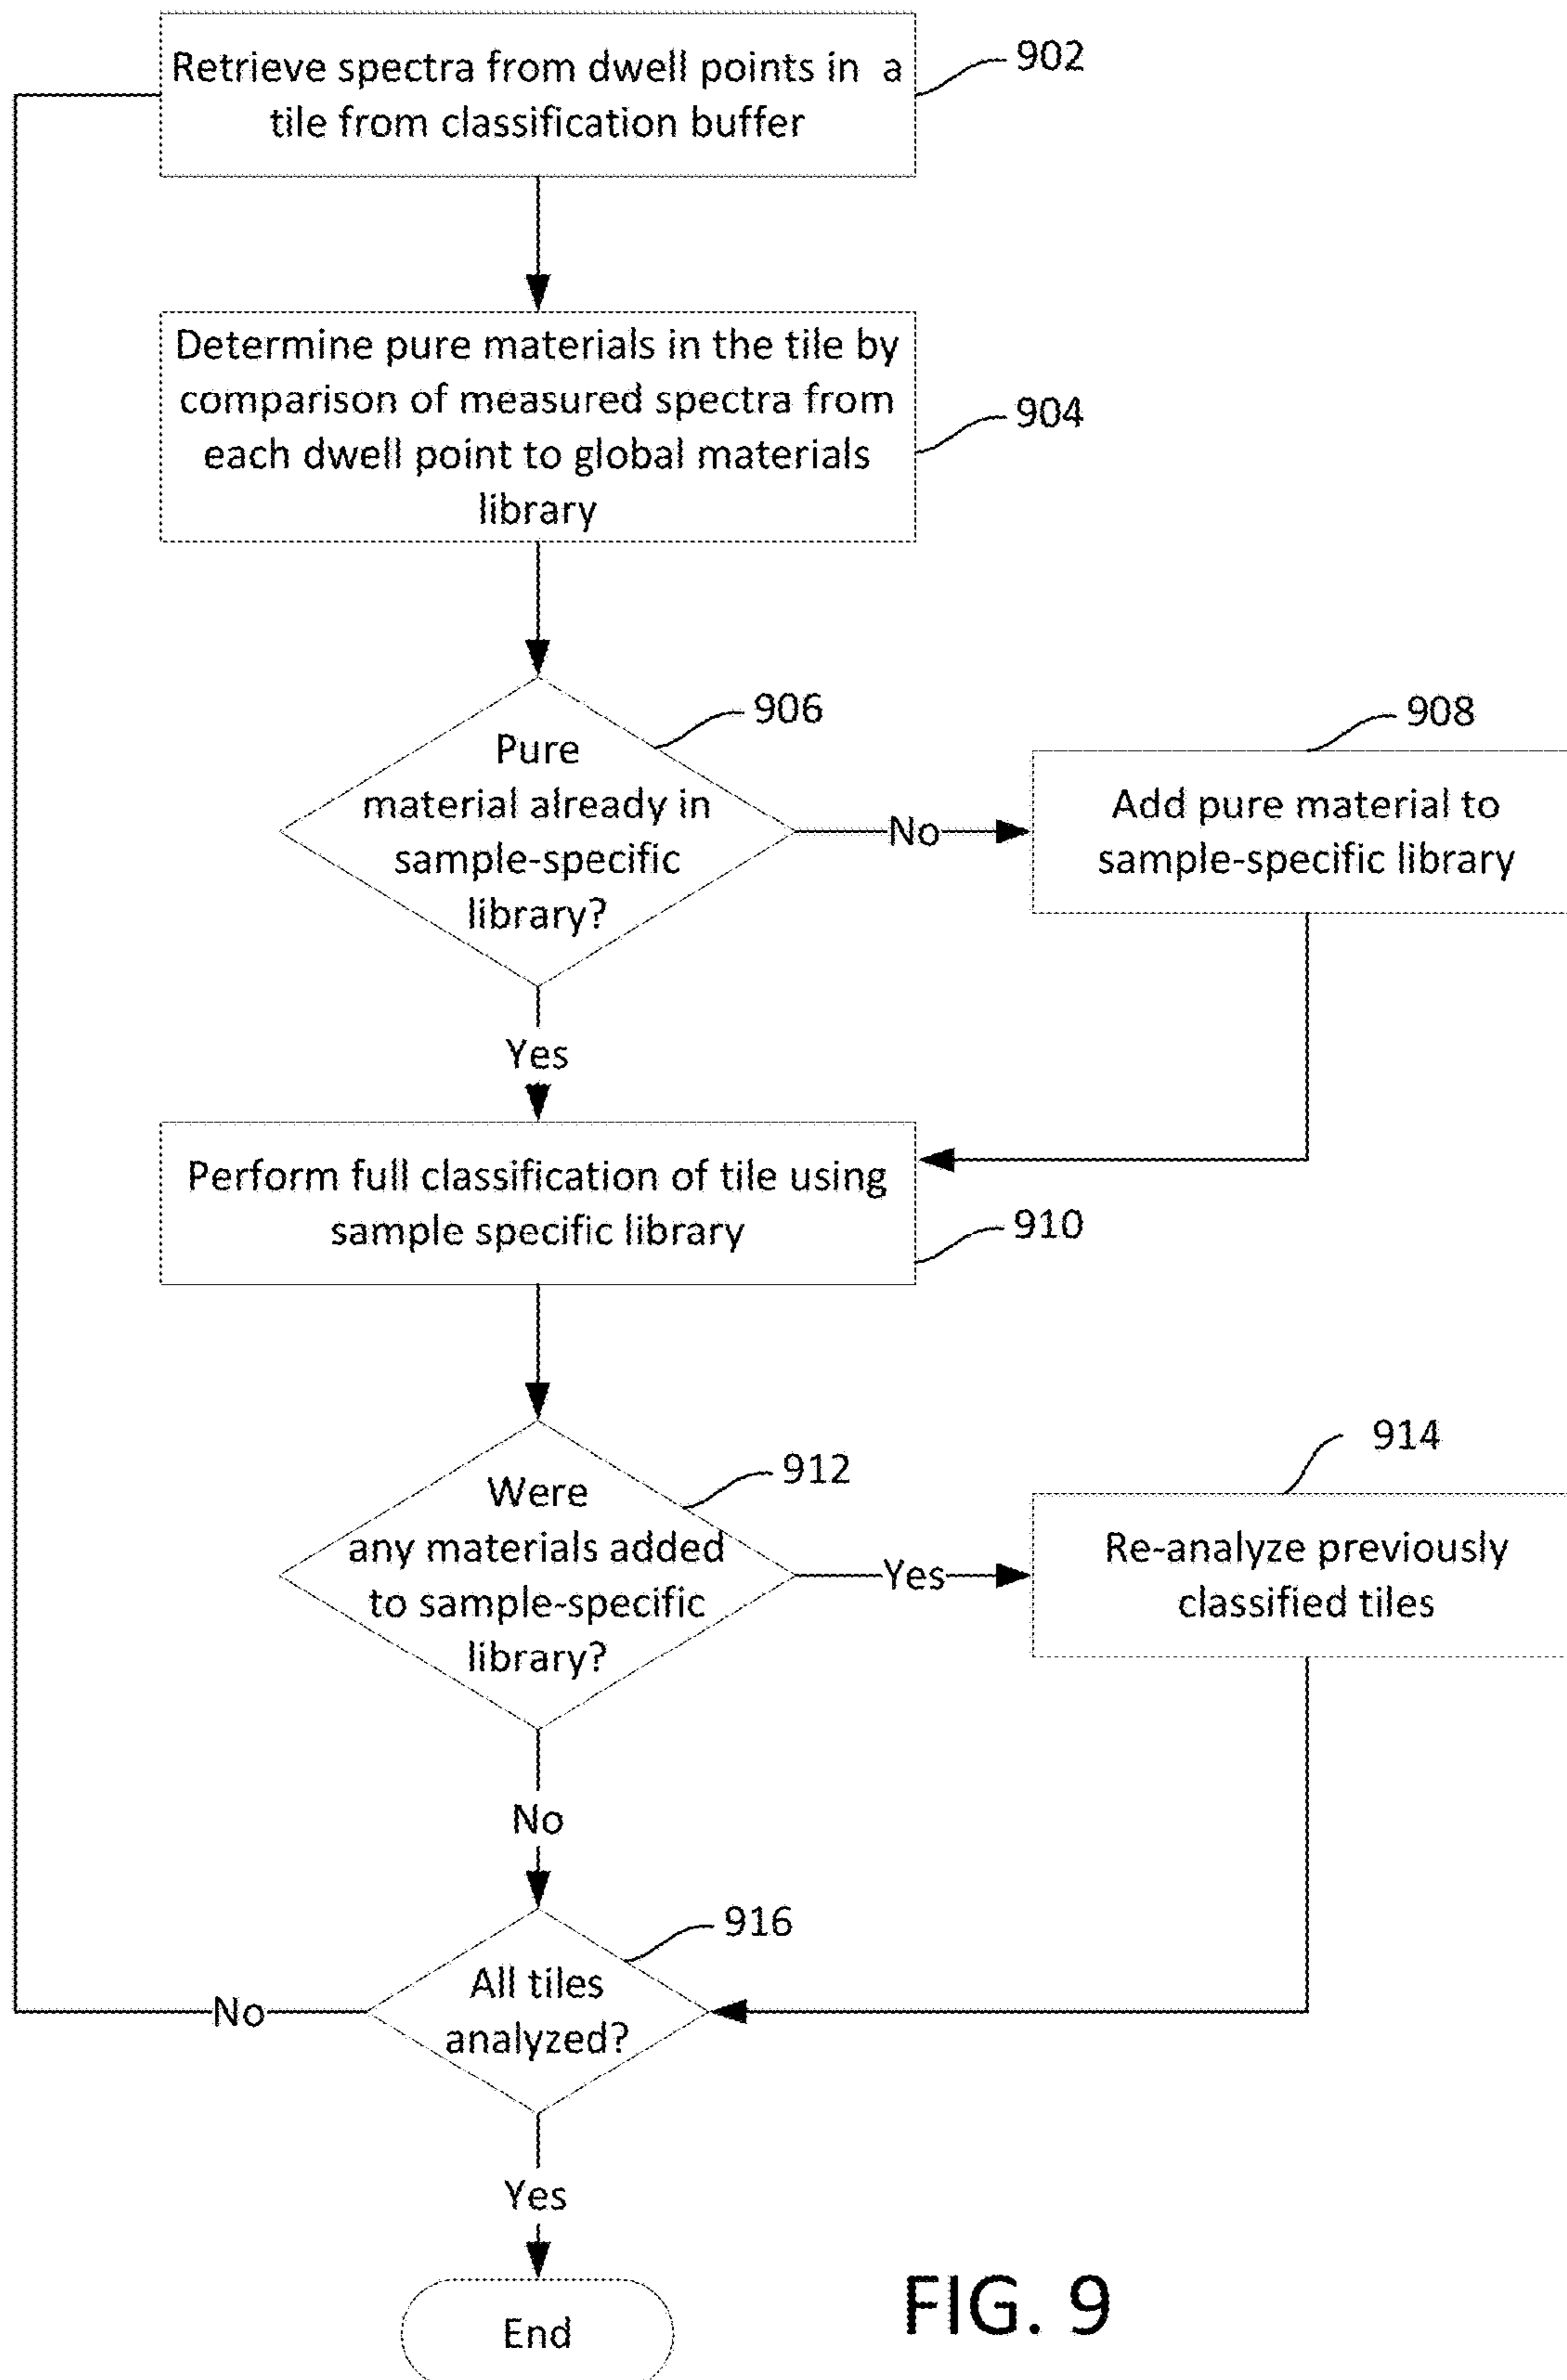 Retrieve spectra from dwell points in a
tile from classification buffer
902
Determine pure materials in the tile by
comparison of measured spectra from
each dwell point to global materials
library
904
Pure
material already in
sample-specific
library?
906
No
Add pure material to
sample-specific library
908
Yes
Perform full classification of tile using
sample specific library
910
Were
any materials added
to sample-specific
library?
912
Yes
Re-analyze previously
classified tiles
914
No
All tiles
analyzed?
916
No
Yes
End
FIG. 9